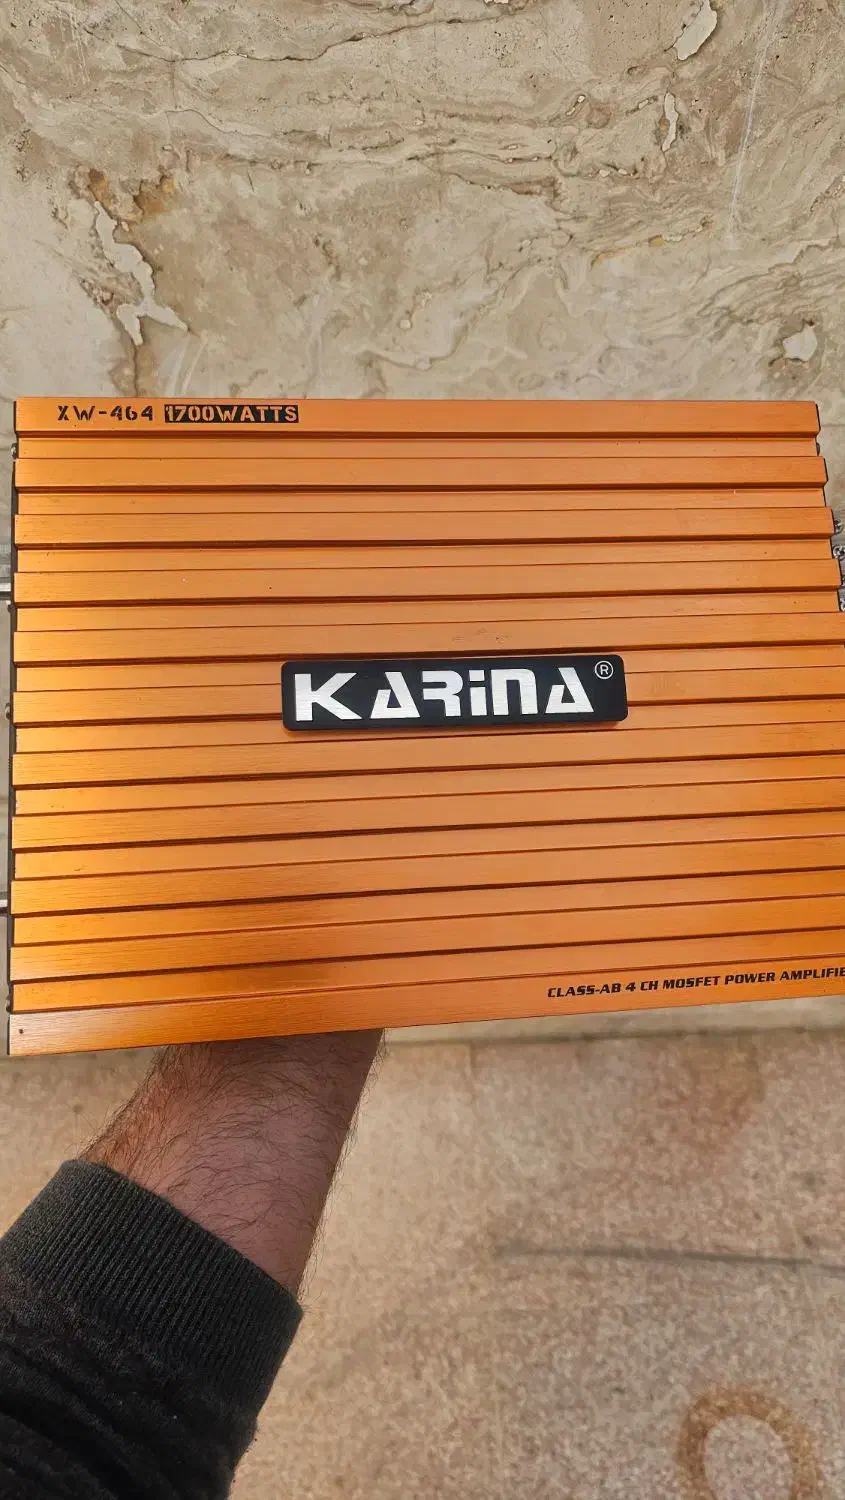 XW-464 1700WATTS
KARINA®
CLASS-AB 4 CH MOSFET POWER AMPLIFIE